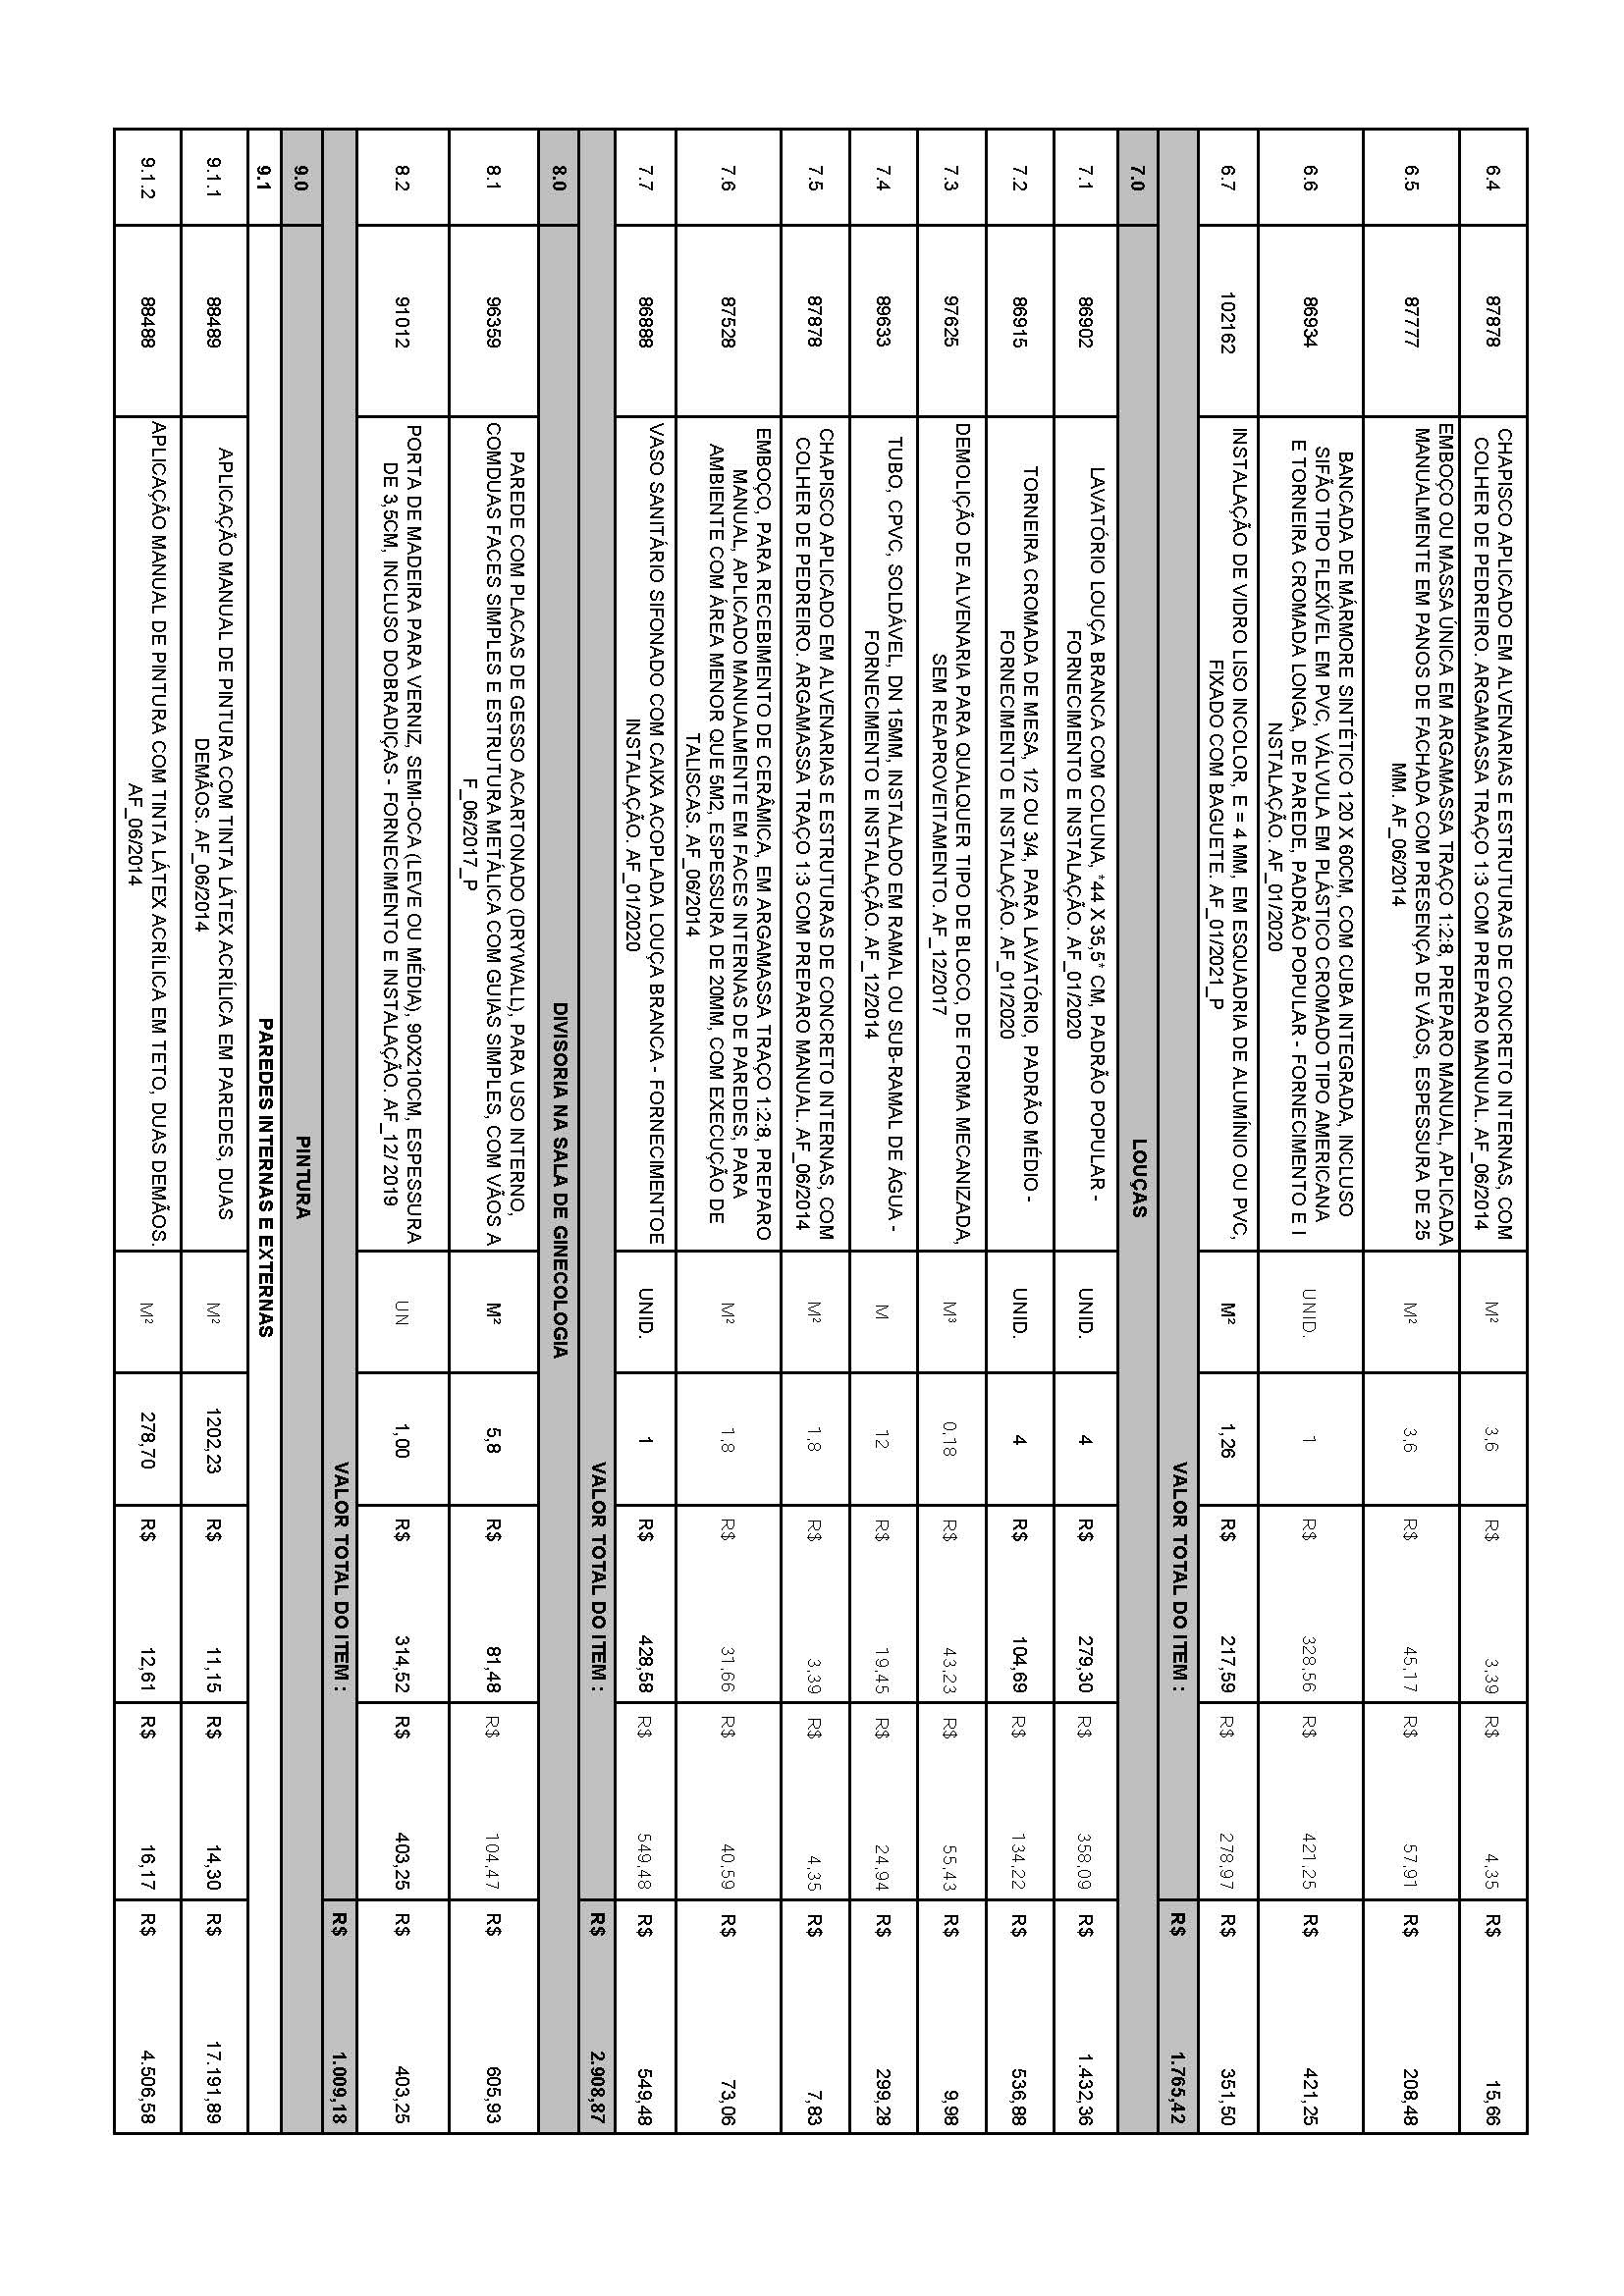 6.4 87878 CHAPISCO APLICADO EM ALVENARIAS E ESTRUTURAS DE CONCRETO INTERNAS, COM
COLHER DE PEDREIRO. ARGAMASSA TRAÇO 1:3 COM PREPARO MANUAL. AF_06/2014 M² 3,6 R$ 3,39 R$ 4,35 R$ 15,66
6.5 87777 EMBOÇO OU MASSA ÚNICA EM ARGAMASSA TRAÇO 1:2:8, PREPARO MANUAL, APLICADA
MANUALMENTE EM PANOS DE FACHADA COM PRESENÇA DE VÃOS, ESPESSURA DE 25
MM. AF_06/2014 M² 3,6 R$ 45,17 R$ 57,91 R$ 208,48
6.6 86934 BANCADA DE MÁRMORE SINTÉTICO 120 X 60CM, COM CUBA INTEGRADA, INCLUSO
SIFÃO TIPO FLEXÍVEL EM PVC, VÁLVULA EM PLÁSTICO CROMADO TIPO AMERICANA
E TORNEIRA CROMADA LONGA, DE PAREDE, PADRÃO POPULAR - FORNECIMENTO E I
NSTALAÇÃO. AF_01/2020 UNID. 1 R$ 328,56 R$ 421,25 R$ 421,25
6.7 102162 INSTALAÇÃO DE VIDRO LISO INCOLOR, E = 4 MM, EM ESQUADRIA DE ALUMÍNIO OU PVC,
FIXADO COM BAGUETE. AF_01/2021_P M² 1,26 R$ 217,59 R$ 278,97 R$ 351,50
VALOR TOTAL DO ITEM : R$ 1.765,42
7.0 LOUÇAS
7.1 86902 LAVATÓRIO LOUÇA BRANCA COM COLUNA, *44 X 35,5* CM, PADRÃO POPULAR -
FORNECIMENTO E INSTALAÇÃO. AF_01/2020 UNID. 4 R$ 279,30 R$ 358,09 R$ 1.432,36
7.2 86915 TORNEIRA CROMADA DE MESA, 1/2 OU 3/4, PARA LAVATÓRIO, PADRÃO MÉDIO -
FORNECIMENTO E INSTALAÇÃO. AF_01/2020 UNID. 4 R$ 104,69 R$ 134,22 R$ 536,88
7.3 97625 DEMOLIÇÃO DE ALVENARIA PARA QUALQUER TIPO DE BLOCO, DE FORMA MECANIZADA,
SEM REAPROVEITAMENTO. AF_12/2017 M³ 0,18 R$ 43,23 R$ 55,43 R$ 9,98
7.4 89633 TUBO, CPVC, SOLDÁVEL, DN 15MM, INSTALADO EM RAMAL OU SUB-RAMAL DE ÁGUA -
FORNECIMENTO E INSTALAÇÃO. AF_12/2014 M 12 R$ 19,45 R$ 24,94 R$ 299,28
7.5 87878 CHAPISCO APLICADO EM ALVENARIAS E ESTRUTURAS DE CONCRETO INTERNAS, COM
COLHER DE PEDREIRO. ARGAMASSA TRAÇO 1:3 COM PREPARO MANUAL. AF_06/2014 M² 1,8 R$ 3,39 R$ 4,35 R$ 7,83
7.6 87528 EMBOÇO, PARA RECEBIMENTO DE CERÂMICA, EM ARGAMASSA TRAÇO 1:2:8, PREPARO
MANUAL, APLICADO MANUALMENTE EM FACES INTERNAS DE PAREDES, PARA
AMBIENTE COM ÁREA MENOR QUE 5M2, ESPESSURA DE 20MM, COM EXECUÇÃO DE
TALISCAS. AF_06/2014 M² 1,8 R$ 31,66 R$ 40,59 R$ 73,06
7.7 86888 VASO SANITÁRIO SIFONADO COM CAIXA ACOPLADA LOUÇA BRANCA - FORNECIMENTOE
INSTALAÇÃO. AF_01/2020 UNID. 1 R$ 428,58 R$ 549,48 R$ 549,48
VALOR TOTAL DO ITEM : R$ 2.908,87
8.0 DIVISORIA NA SALA DE GINECOLOGIA
8.1 96359 PAREDE COM PLACAS DE GESSO ACARTONADO (DRYWALL), PARA USO INTERNO,
COMDUAS FACES SIMPLES E ESTRUTURA METÁLICA COM GUIAS SIMPLES, COM VÃOS A
F_06/2017_P M² 5,8 R$ 81,48 R$ 104,47 R$ 605,93
8.2 91012 PORTA DE MADEIRA PARA VERNIZ, SEMI-OCA (LEVE OU MÉDIA), 90X210CM, ESPESSURA
DE 3,5CM, INCLUSO DOBRADIÇAS - FORNECIMENTO E INSTALAÇÃO. AF_12/ 2019 UN 1,00 R$ 314,52 R$ 403,25 R$ 403,25
VALOR TOTAL DO ITEM : R$ 1.009,18
9.0 PINTURA
9.1 PAREDES INTERNAS E EXTERNAS
9.1.1 88489 APLICAÇÃO MANUAL DE PINTURA COM TINTA LÁTEX ACRÍLICA EM PAREDES, DUAS
DEMÃOS. AF_06/2014 M² 1202,23 R$ 11,15 R$ 14,30 R$ 17.191,89
9.1.2 88488 APLICAÇÃO MANUAL DE PINTURA COM TINTA LÁTEX ACRÍLICA EM TETO, DUAS DEMÃOS.
AF_06/2014 M² 278,70 R$ 12,61 R$ 16,17 R$ 4.506,58